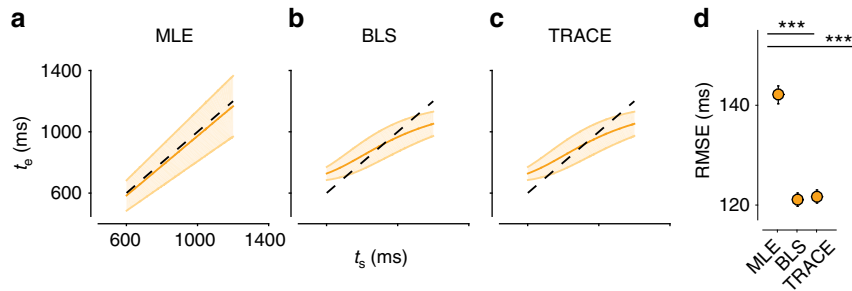 a
MLE
b
BLS
c
TRACE
d
***
***
1400
1000
600
tₑ (ms)
600
1000
1400
tₛ (ms)
RMSE (ms)
140
120
MLE
BLS
TRACE